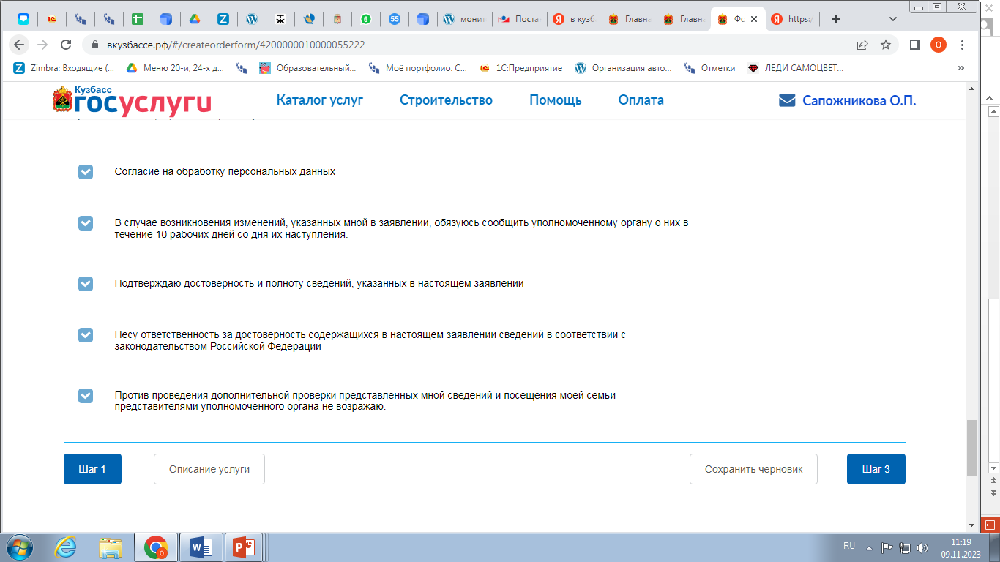 монит
Поста
в кузб
Главна
Главна
Фо
https:/
вкузбассе.рф/#/createorderform/4200000010000055222
О
Zimbra: Входящие (...
Меню 20-и, 24-х д...
Образовательный...
Моё портфолио. С...
1С:Предприятие
Организация авто...
Отметки
ЛЕДИ САМОЦВЕТ...
»
Кузбасс
госуслуги
Каталог услуг
Строительство
Помощь
Оплата
Сапожникова О.П.
Согласие на обработку персональных данных
В случае возникновения изменений, указанных мной в заявлении, обязуюсь сообщить уполномоченному органу о них в
течение 10 рабочих дней со дня их наступления.
Подтверждаю достоверность и полноту сведений, указанных в настоящем заявлении
Несу ответственность за достоверность содержащихся в настоящем заявлении сведений в соответствии с
законодательством Российской Федерации
Против проведения дополнительной проверки представленных мной сведений и посещения моей семьи
представителями уполномоченного органа не возражаю.
Шаг 1
Описание услуги
Сохранить черновик
Шаг 3
RU
11:19
09.11.2023